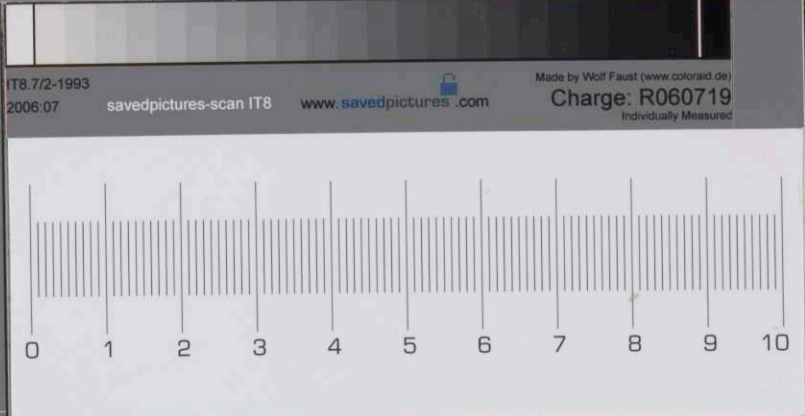 IT8.7/2-1993
2006:07
savedpictures-scan IT8
www.savedpictures.com
Made by Wolf Faust (www.coloraid.de)
Charge: R060719
Individually Measured
0 1 2 3 4 5 6 7 8 9 10